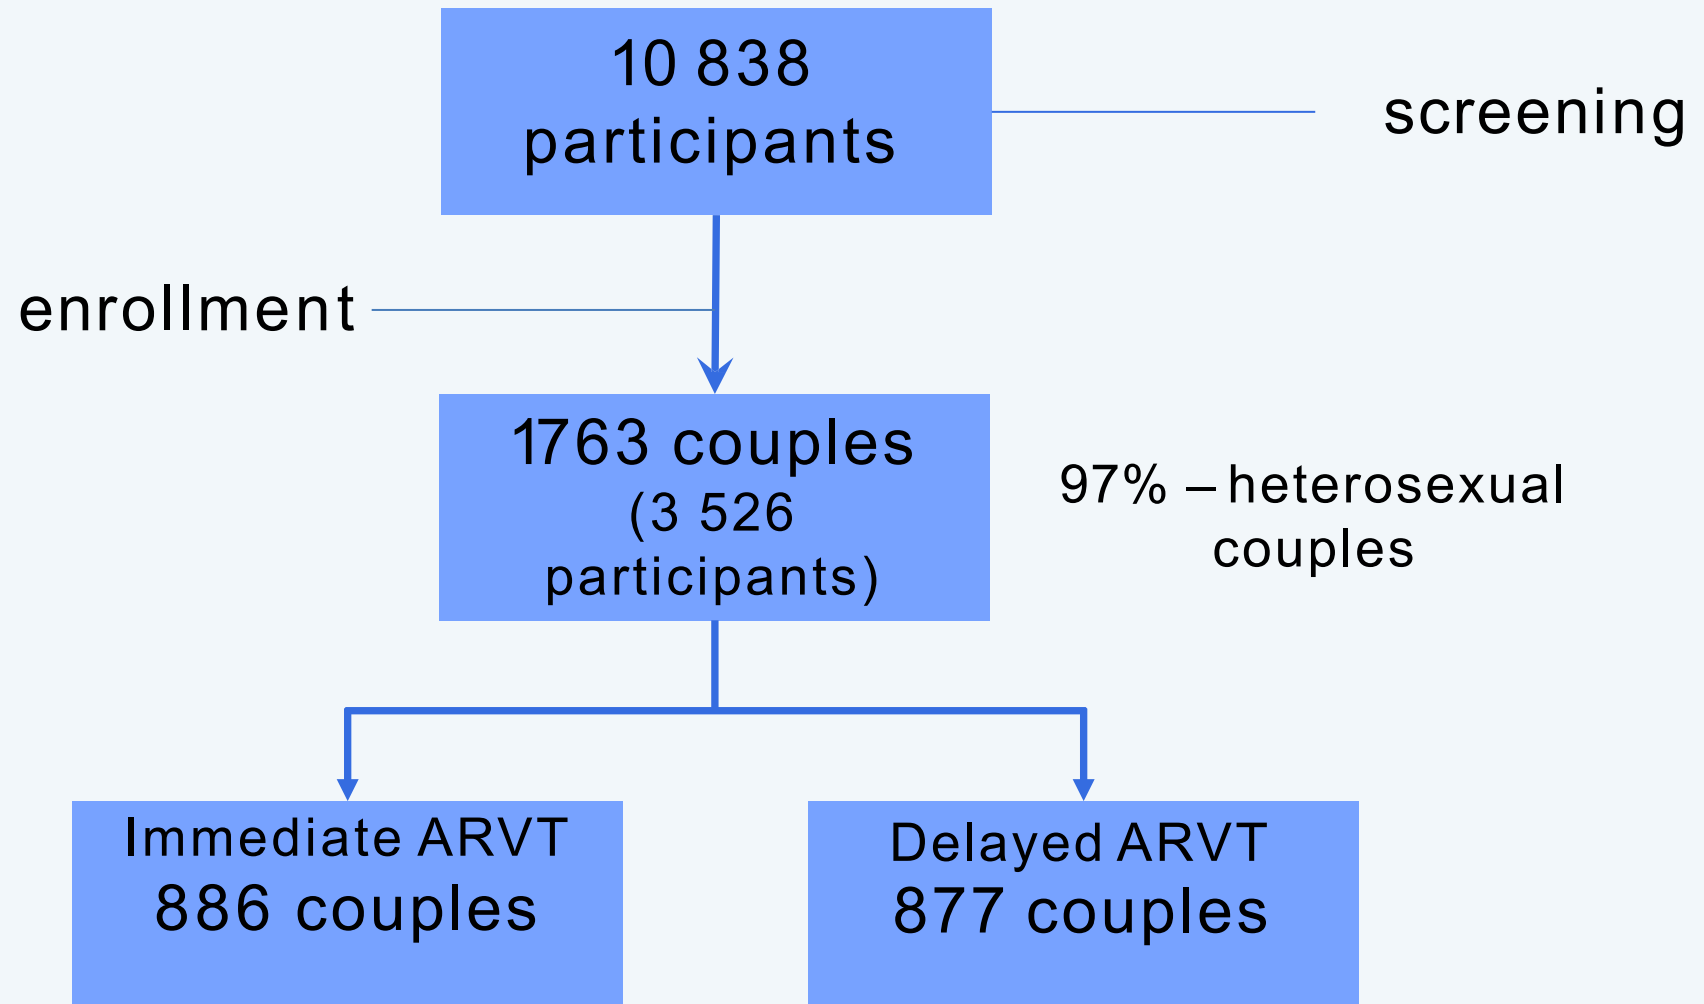 10 838
participants
screening
enrollment
1763 couples
(3 526
participants)
97% – heterosexual
couples
Immediate ARVT
886 couples
Delayed ARVT
877 couples